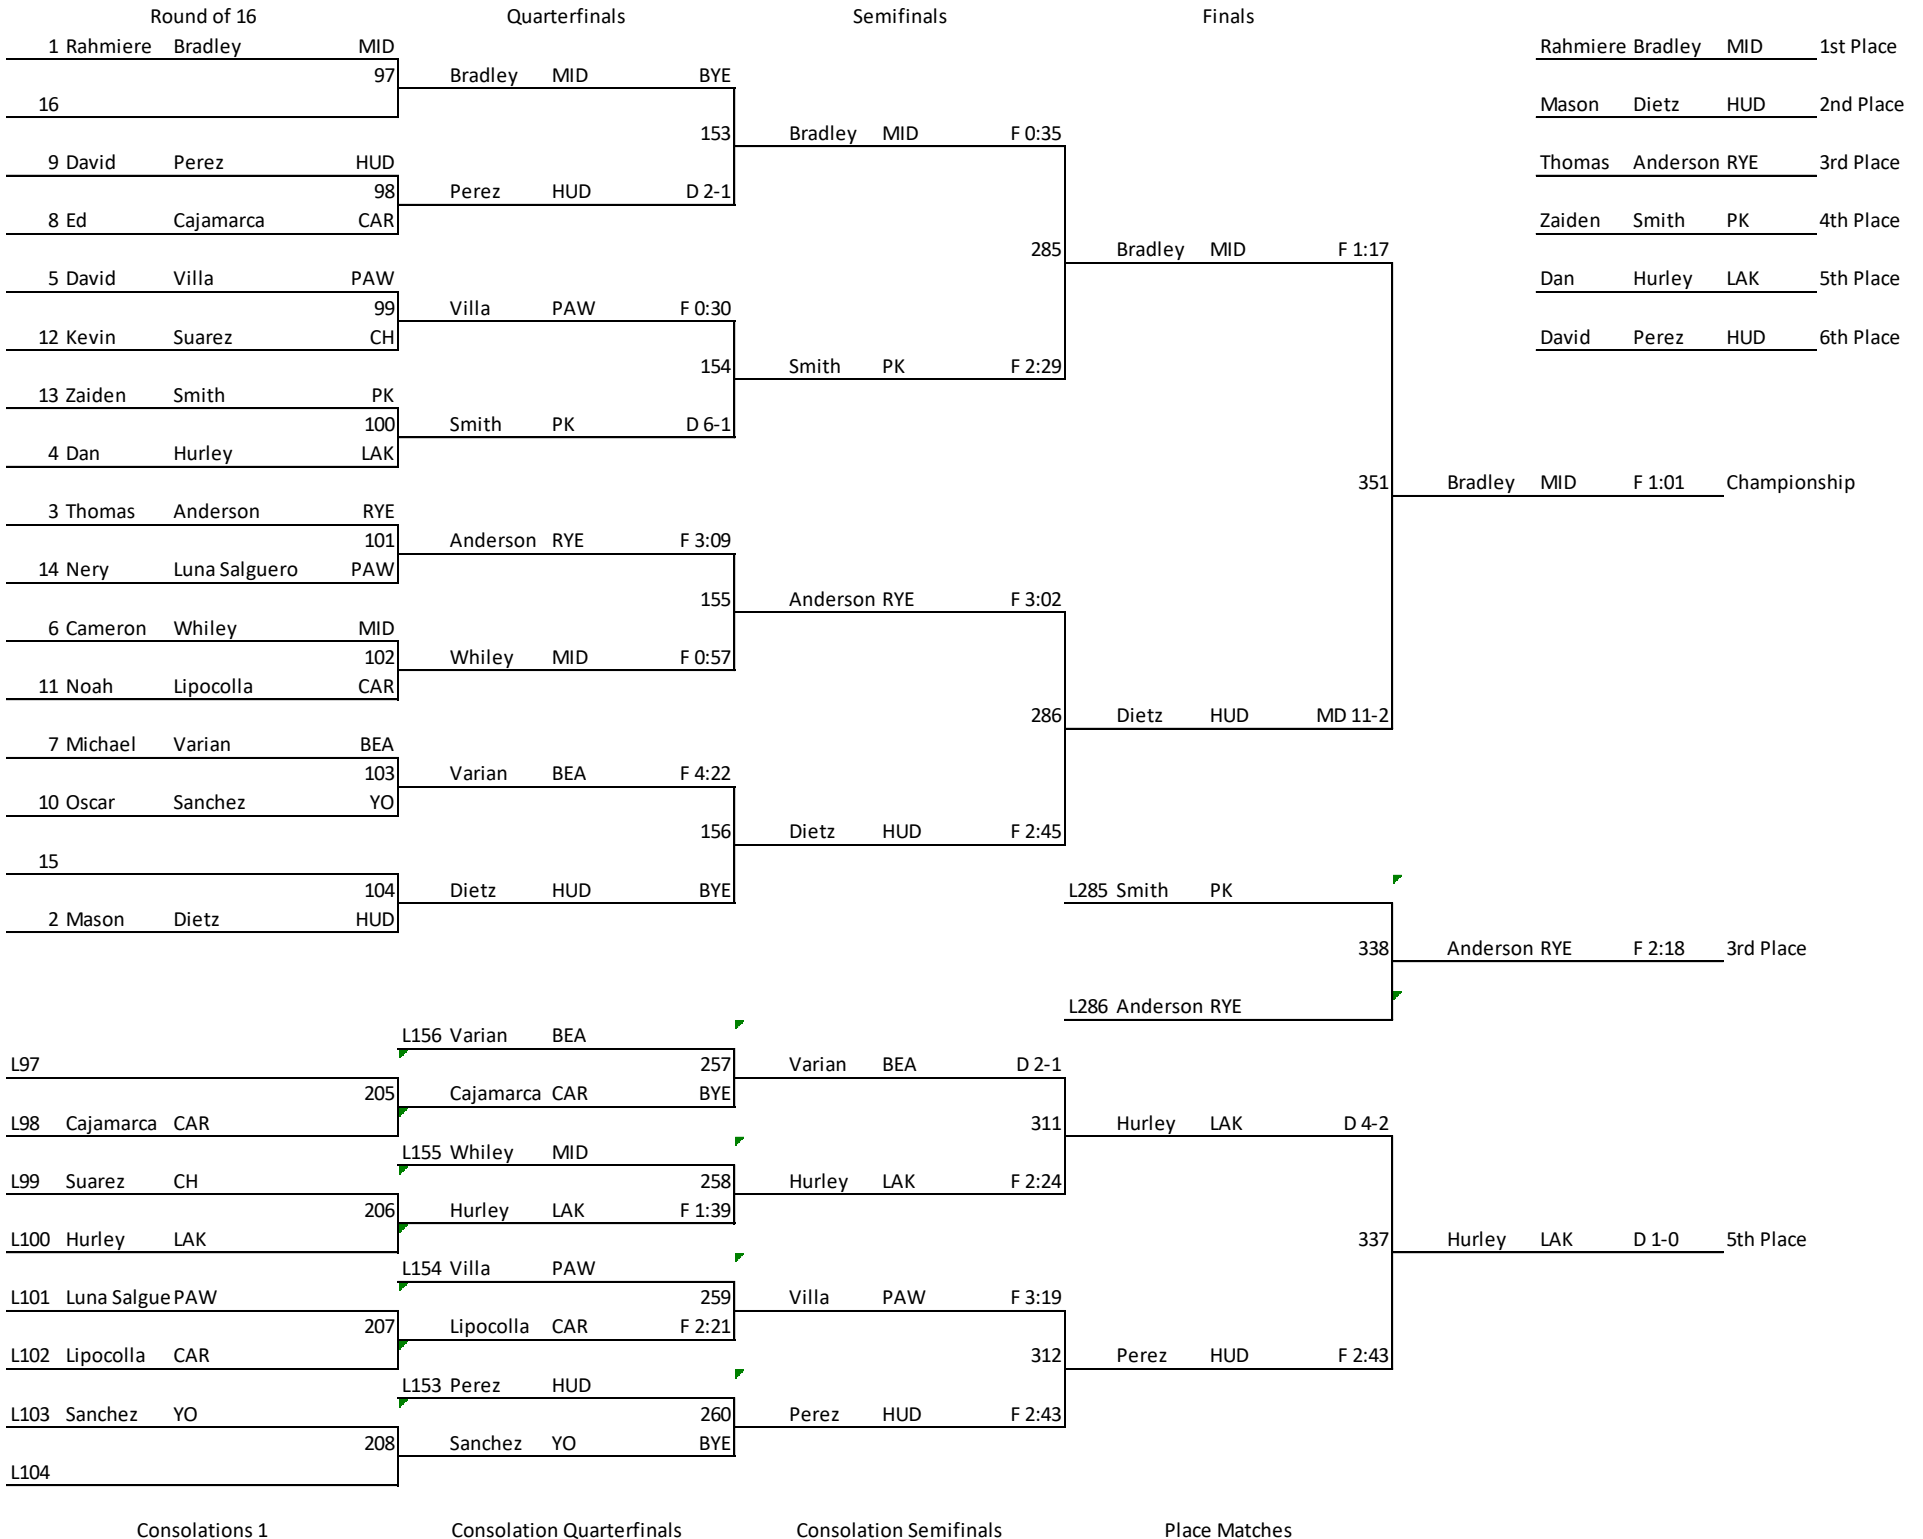 Round of 16 Quarterfinals Semifinals Finals
1 Rahmiere Bradley MID Rahmiere Bradley MID 1st Place
97 Bradley MID BYE
16 Mason Dietz HUD 2nd Place
153 Bradley MID F 0:35
9 David Perez HUD Thomas Anderson RYE 3rd Place
98 Perez HUD D 2-1
8 Ed Cajamarca CAR Zaiden Smith PK 4th Place
285 Bradley MID F 1:17
5 David Villa PAW Dan Hurley LAK 5th Place
99 Villa PAW F 0:30
12 Kevin Suarez CH David Perez HUD 6th Place
154 Smith PK F 2:29
13 Zaiden Smith PK
100 Smith PK D 6-1
4 Dan Hurley LAK
351 Bradley MID F 1:01 Championship
3 Thomas Anderson RYE
101 Anderson RYE F 3:09
14 Nery Luna Salguero PAW
155 Anderson RYE F 3:02
6 Cameron Whiley MID
102 Whiley MID F 0:57
11 Noah Lipocolla CAR
286 Dietz HUD MD 11-2
7 Michael Varian BEA
103 Varian BEA F 4:22
10 Oscar Sanchez YO
156 Dietz HUD F 2:45
15
104 Dietz HUD BYE L285 Smith PK
2 Mason Dietz HUD
338 Anderson RYE F 2:18 3rd Place
L286 Anderson RYE
L156 Varian BEA
L97 257 Varian BEA D 2-1
205 Cajamarca CAR BYE
L98 Cajamarca CAR 311 Hurley LAK D 4-2
L155 Whiley MID
L99 Suarez CH 258 Hurley LAK F 2:24
206 Hurley LAK F 1:39
L100 Hurley LAK 337 Hurley LAK D 1-0 5th Place
L154 Villa PAW
L101 Luna Salgue PAW 259 Villa PAW F 3:19
207 Lipocolla CAR F 2:21
L102 Lipocolla CAR 312 Perez HUD F 2:43
L153 Perez HUD
L103 Sanchez YO 260 Perez HUD F 2:43
208 Sanchez YO BYE
L104
Consolations 1 Consolation Quarterfinals Consolation Semifinals Place Matches